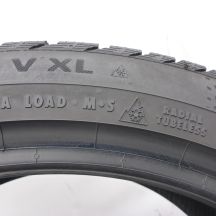 V XL
A LOAD · M·S
RADIAL
TUBELESS